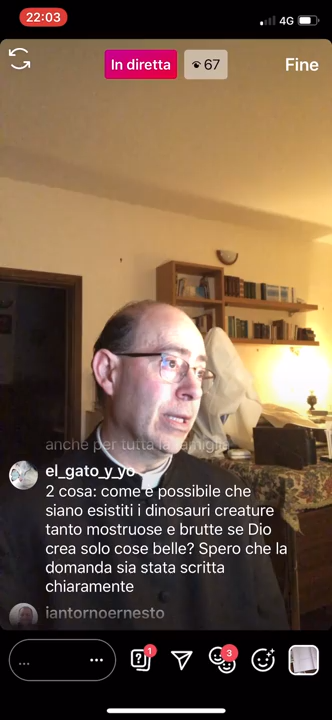 22:03
4G
In diretta
67
Fine
anche per tutta la famiglia
el_gato_y_yo
2 cosa: come è possibile che
siano esistiti i dinosauri creature
tanto mostruose e brutte se Dio
crea solo cose belle? Spero che la
domanda sia stata scritta
chiaramente
iantornoernesto
...
1
3